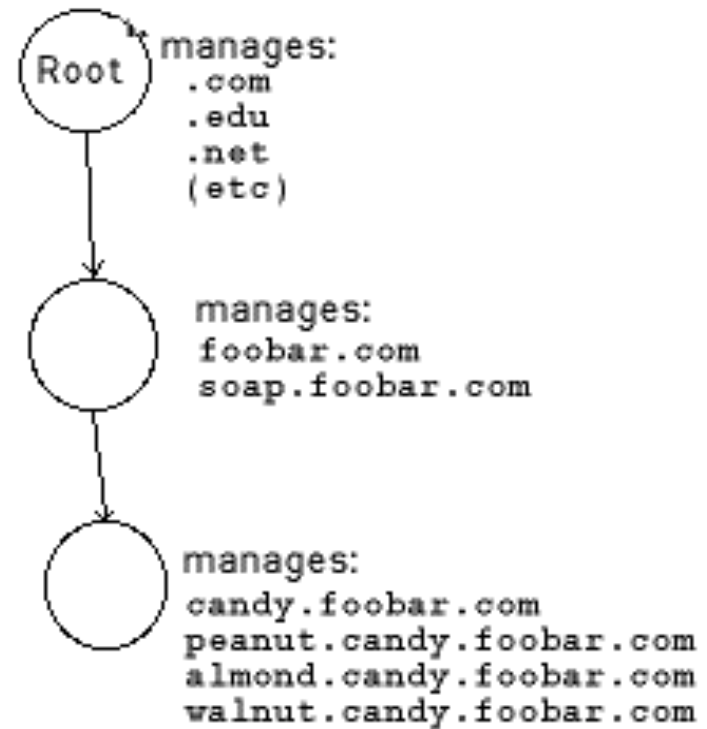 Root
manages:
.com
.edu
.net
(etc)
manages:
foobar.com
soap.foobar.com
manages:
candy.foobar.com
peanut.candy.foobar.com
almond.candy.foobar.com
walnut.candy.foobar.com